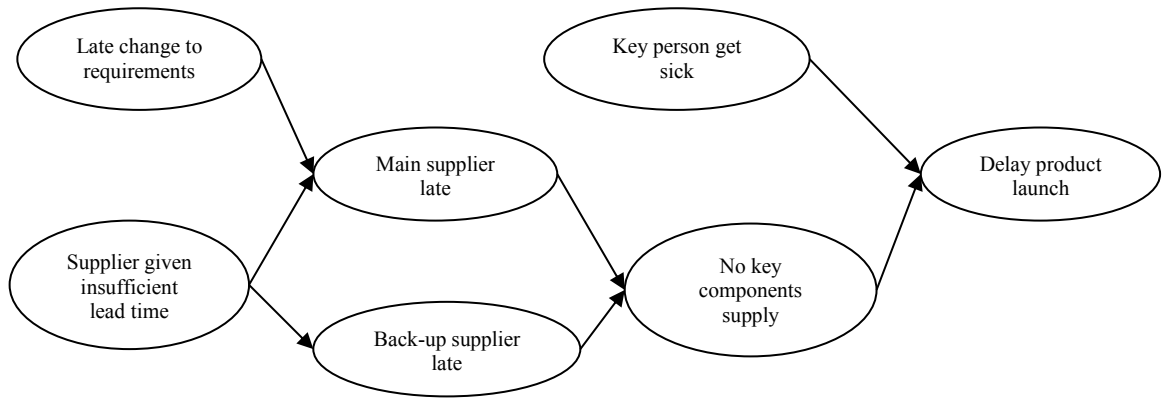 Late change to
requirements
Key person get
sick
Main supplier
late
Delay product
launch
Supplier given
insufficient
lead time
No key
components
supply
Back-up supplier
late